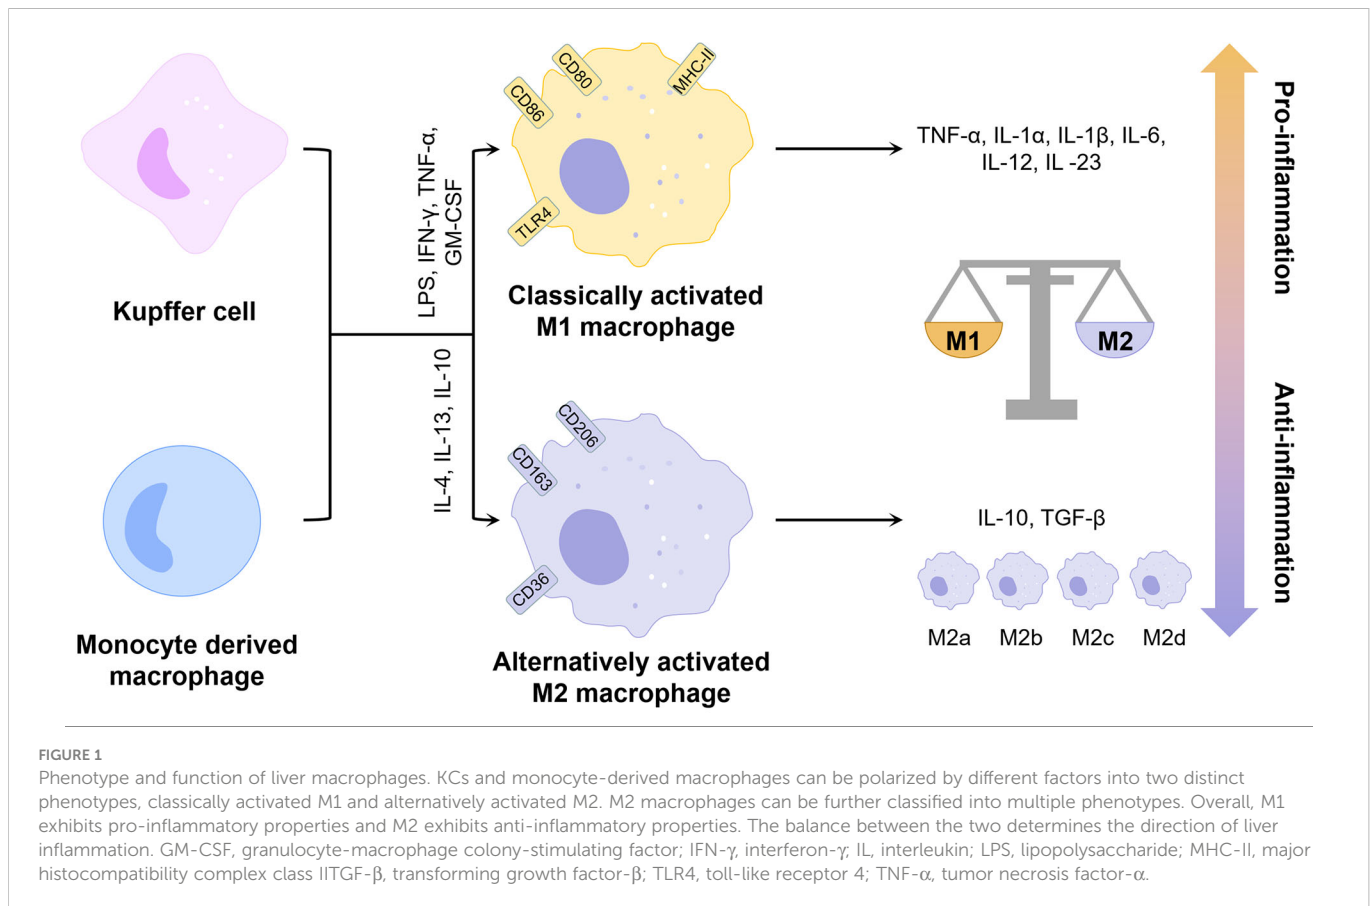 CD80
MHC-II
CD86
TLR4
Kupffer cell
LPS, IFN-γ, TNF-α,
GM-CSF
Classically activated
M1 macrophage
TNF-α, IL-1α, IL-1β, IL-6,
IL-12, IL -23
Pro-inflammation
M1
M2
Anti-inflammation
IL-4, IL-13, IL-10
CD206
CD163
CD36
Monocyte derived
macrophage
Alternatively activated
M2 macrophage
IL-10, TGF-β
M2a M2b M2c M2d
FIGURE 1
Phenotype and function of liver macrophages. KCs and monocyte-derived macrophages can be polarized by different factors into two distinct
phenotypes, classically activated M1 and alternatively activated M2. M2 macrophages can be further classified into multiple phenotypes. Overall, M1
exhibits pro-inflammatory properties and M2 exhibits anti-inflammatory properties. The balance between the two determines the direction of liver
inflammation. GM-CSF, granulocyte-macrophage colony-stimulating factor; IFN-γ, interferon-γ; IL, interleukin; LPS, lipopolysaccharide; MHC-II, major
histocompatibility complex class IITGF-β, transforming growth factor-β; TLR4, toll-like receptor 4; TNF-α, tumor necrosis factor-α.